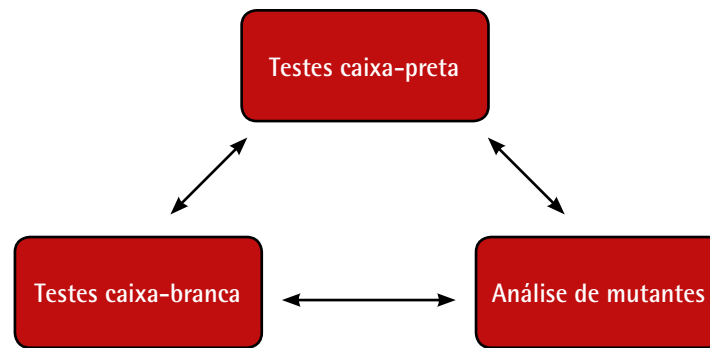 Testes caixa-preta
Testes caixa-branca
Análise de mutantes